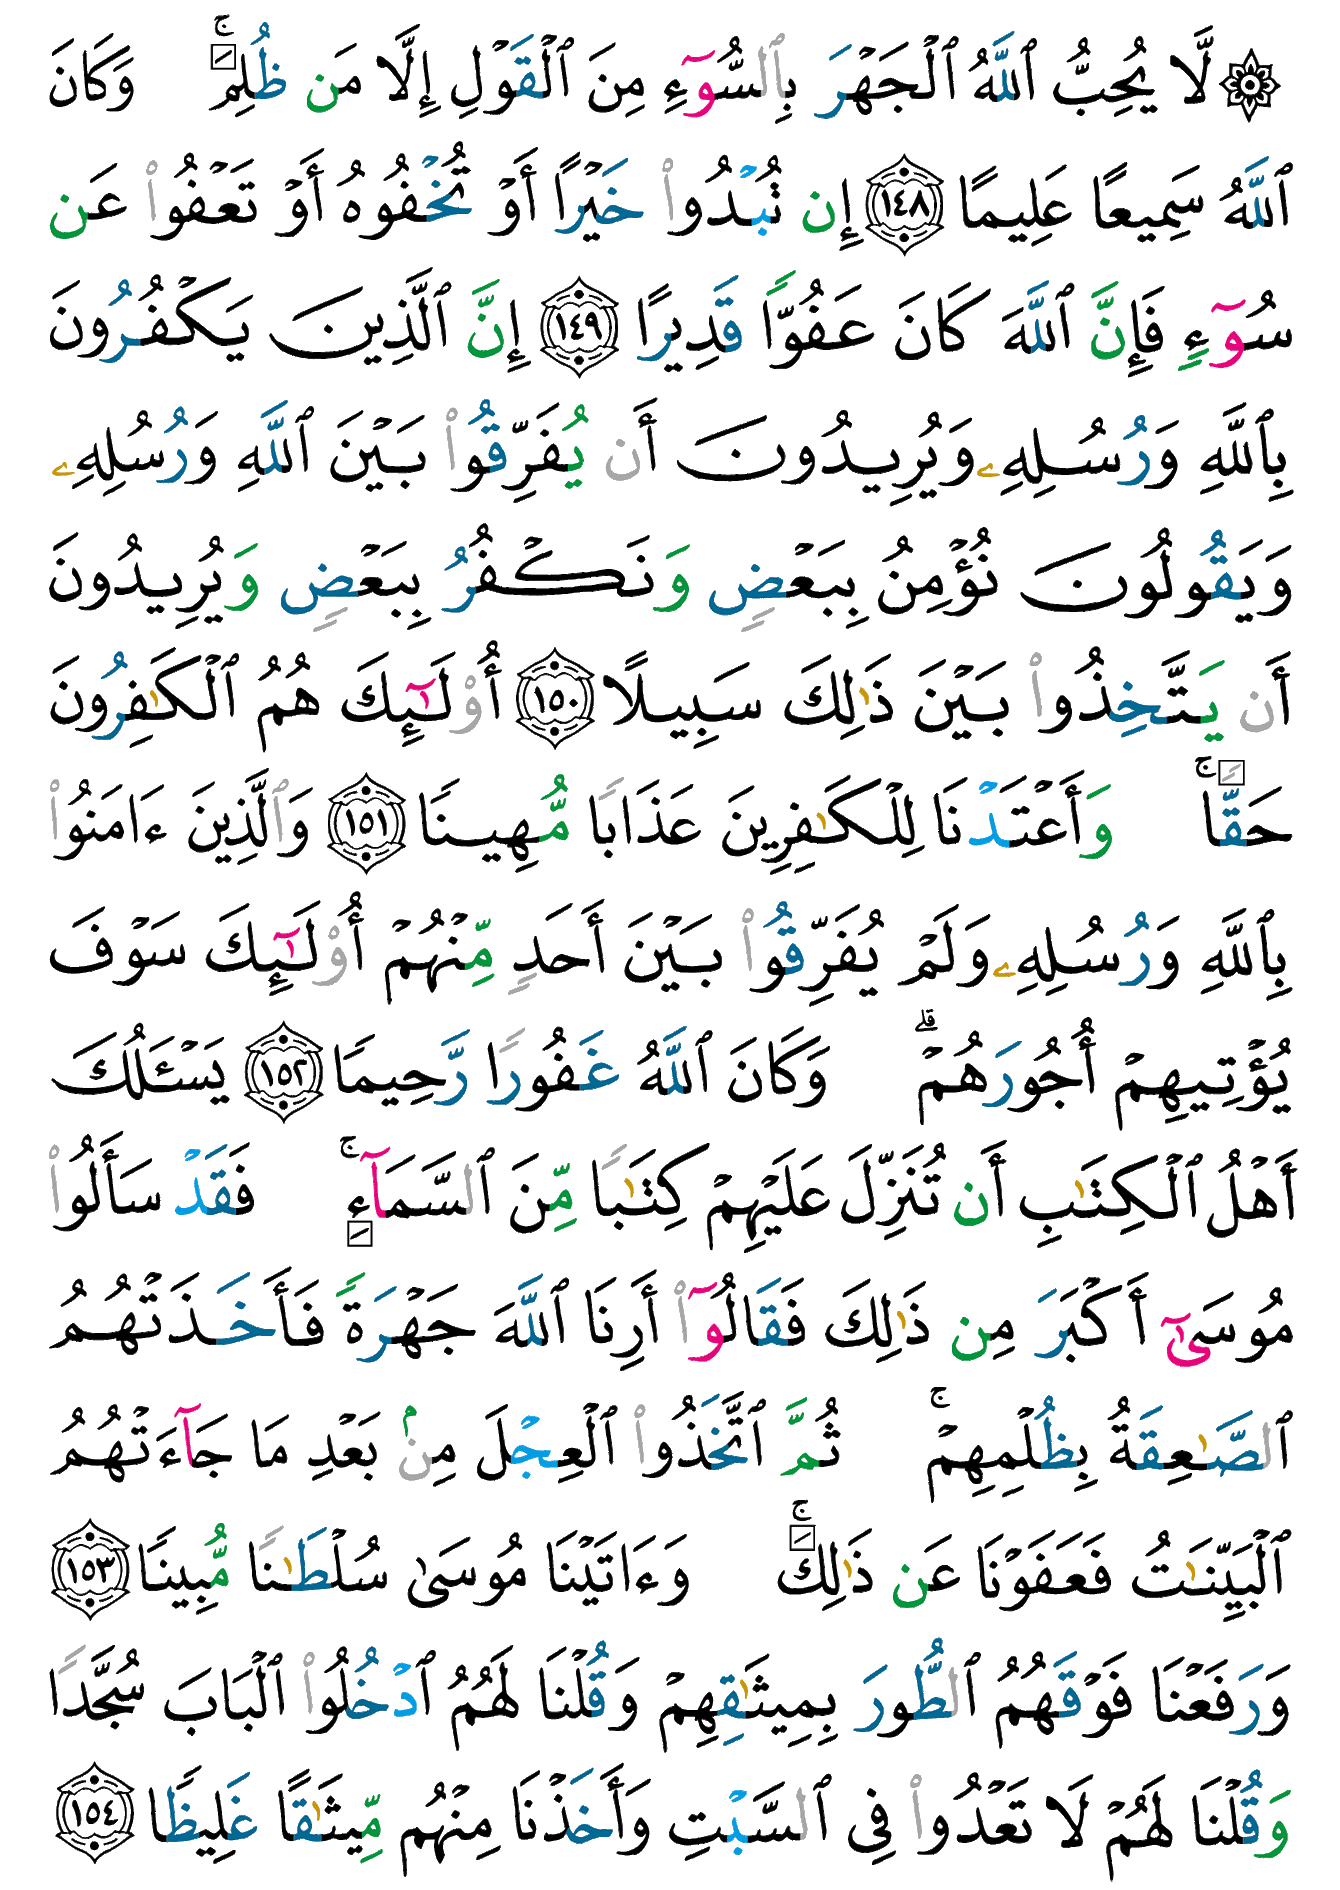 ۞ لَّا يُحِبُّ ٱللَّهُ ٱلْجَهْرَ بِٱلسُّوٓءِ مِنَ ٱلْقَوْلِ إِلَّا مَن ظُلِمَ ۚ وَكَانَ
ٱللَّهُ سَمِيعًا عَلِيمًا ١٤٨ إِن تُبْدُوا۟ خَيْرًا أَوْ تُخْفُوهُ أَوْ تَعْفُوا۟ عَن
سُوٓءٍ فَإِنَّ ٱللَّهَ كَانَ عَفُوًّا قَدِيرًا ١٤٩ إِنَّ ٱلَّذِينَ يَكْفُرُونَ
بِٱللَّهِ وَرُسُلِهِۦ وَيُرِيدُونَ أَن يُفَرِّقُوا۟ بَيْنَ ٱللَّهِ وَرُسُلِهِۦ
وَيَقُولُونَ نُؤْمِنُ بِبَعْضٍ وَنَكْفُرُ بِبَعْضٍ وَيُرِيدُونَ
أَن يَتَّخِذُوا۟ بَيْنَ ذَٰلِكَ سَبِيلًا ١٥٠ أُو۟لَـٰٓئِكَ هُمُ ٱلْكَـٰفِرُونَ
حَقًّا ۚ وَأَعْتَدْنَا لِلْكَـٰفِرِينَ عَذَابًا مُّهِينًا ١٥١ وَٱلَّذِينَ ءَامَنُوا۟
بِٱللَّهِ وَرُسُلِهِۦ وَلَمْ يُفَرِّقُوا۟ بَيْنَ أَحَدٍ مِّنْهُمْ أُو۟لَـٰٓئِكَ سَوْفَ
يُؤْتِيهِمْ أُجُورَهُمْ ۗ وَكَانَ ٱللَّهُ غَفُورًا رَّحِيمًا ١٥٢ يَسْـَٔلُكَ
أَهْلُ ٱلْكِتَـٰبِ أَن تُنَزِّلَ عَلَيْهِمْ كِتَـٰبًا مِّنَ ٱلسَّمَآءِ ۚ فَقَدْ سَأَلُوا۟
مُوسَىٰٓ أَكْبَرَ مِن ذَٰلِكَ فَقَالُوٓا۟ أَرِنَا ٱللَّهَ جَهْرَةً فَأَخَذَتْهُمُ
ٱلصَّـٰعِقَةُ بِظُلْمِهِمْ ۚ ثُمَّ ٱتَّخَذُوا۟ ٱلْعِجْلَ مِنۢ بَعْدِ مَا جَآءَتْهُمُ
ٱلْبَيِّنَـٰتُ فَعَفَوْنَا عَن ذَٰلِكَ ۚ وَءَاتَيْنَا مُوسَىٰ سُلْطَـٰنًا مُّبِينًا ١٥٣
وَرَفَعْنَا فَوْقَهُمُ ٱلطُّورَ بِمِيثَـٰقِهِمْ وَقُلْنَا لَهُمُ ٱدْخُلُوا۟ ٱلْبَابَ سُجَّدًا
وَقُلْنَا لَهُمْ لَا تَعْدُوا۟ فِى ٱلسَّبْتِ وَأَخَذْنَا مِنْهُم مِّيثَـٰقًا غَلِيظًا ١٥٤